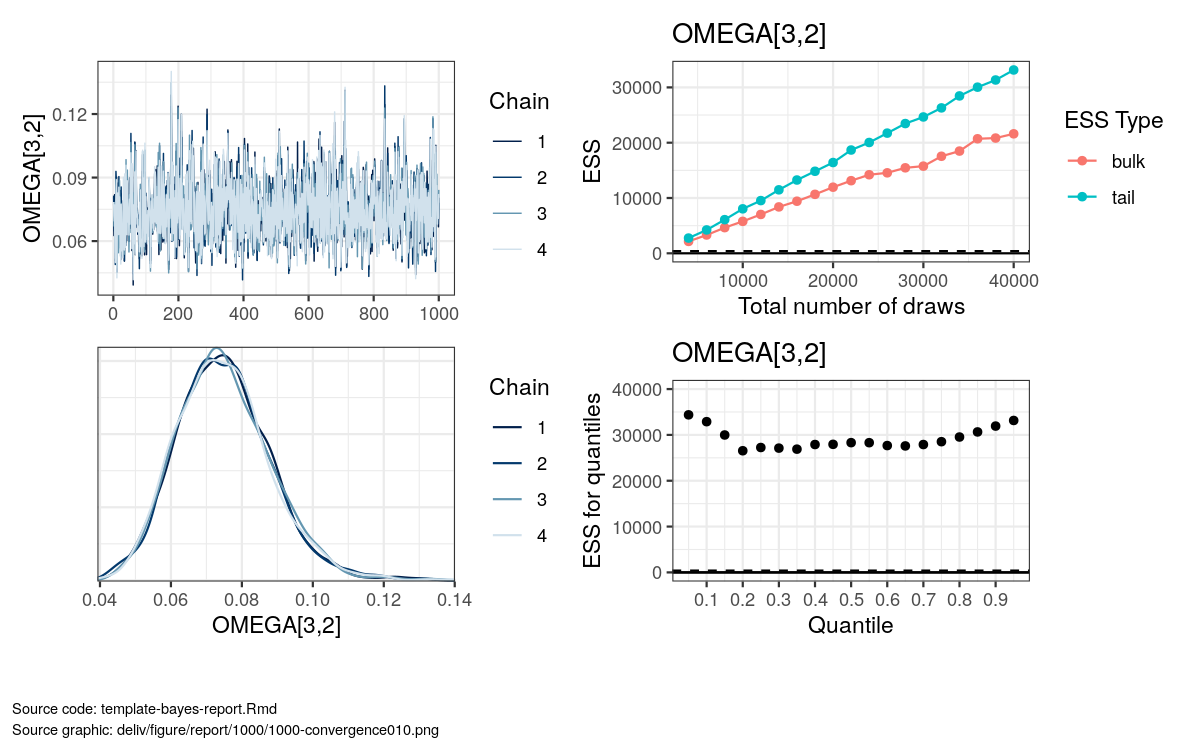 OMEGA[3,2]
0.12
0.09
0.06
0 200 400 600 800 1000
Chain
1
2
3
4
OMEGA[3,2]
ESS
30000
20000
10000
0
10000 20000 30000 40000
Total number of draws
ESS Type
bulk
tail
0.04 0.06 0.08 0.10 0.12 0.14
OMEGA[3,2]
Chain
1
2
3
4
OMEGA[3,2]
ESS for quantiles
40000
30000
20000
10000
0
0.1 0.2 0.3 0.4 0.5 0.6 0.7 0.8 0.9
Quantile
Source code: template-bayes-report.Rmd
Source graphic: deliv/figure/report/1000/1000-convergence010.png